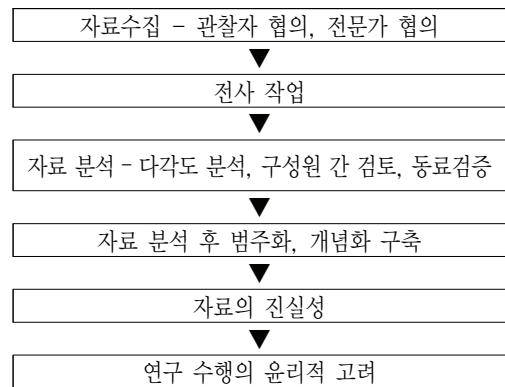 자료수집 - 관찰자 협의, 전문가 협의
전사 작업
자료 분석 - 다각도 분석, 구성원 간 검토, 동료검증
자료 분석 후 범주화, 개념화 구축
자료의 진실성
연구 수행의 윤리적 고려